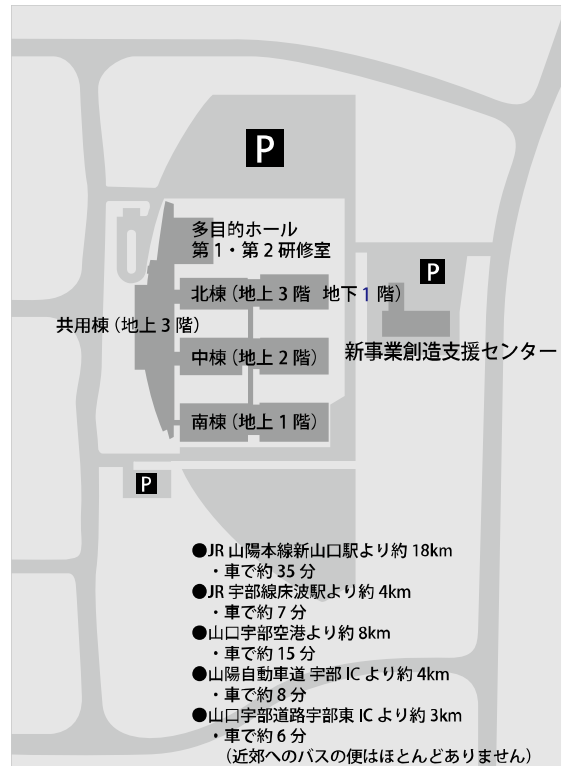 P
多目的ホール
第1・第2研修室
P
北棟（地上3階 地下1階）
共用棟（地上3階）
中棟（地上2階）
新事業創造支援センター
南棟（地上1階）
P
●JR 山陽本線新山口駅より約 18km
・車で約 35 分
●JR 宇部線床波駅より約 4km
・車で約 7 分
●山口宇部空港より約 8km
・車で約 15 分
●山陽自動車道 宇部 IC より約 4km
・車で約 8 分
●山口宇部道路宇部東 IC より約 3km
・車で約 6 分
（近郊へのバスの便はほとんどありません）